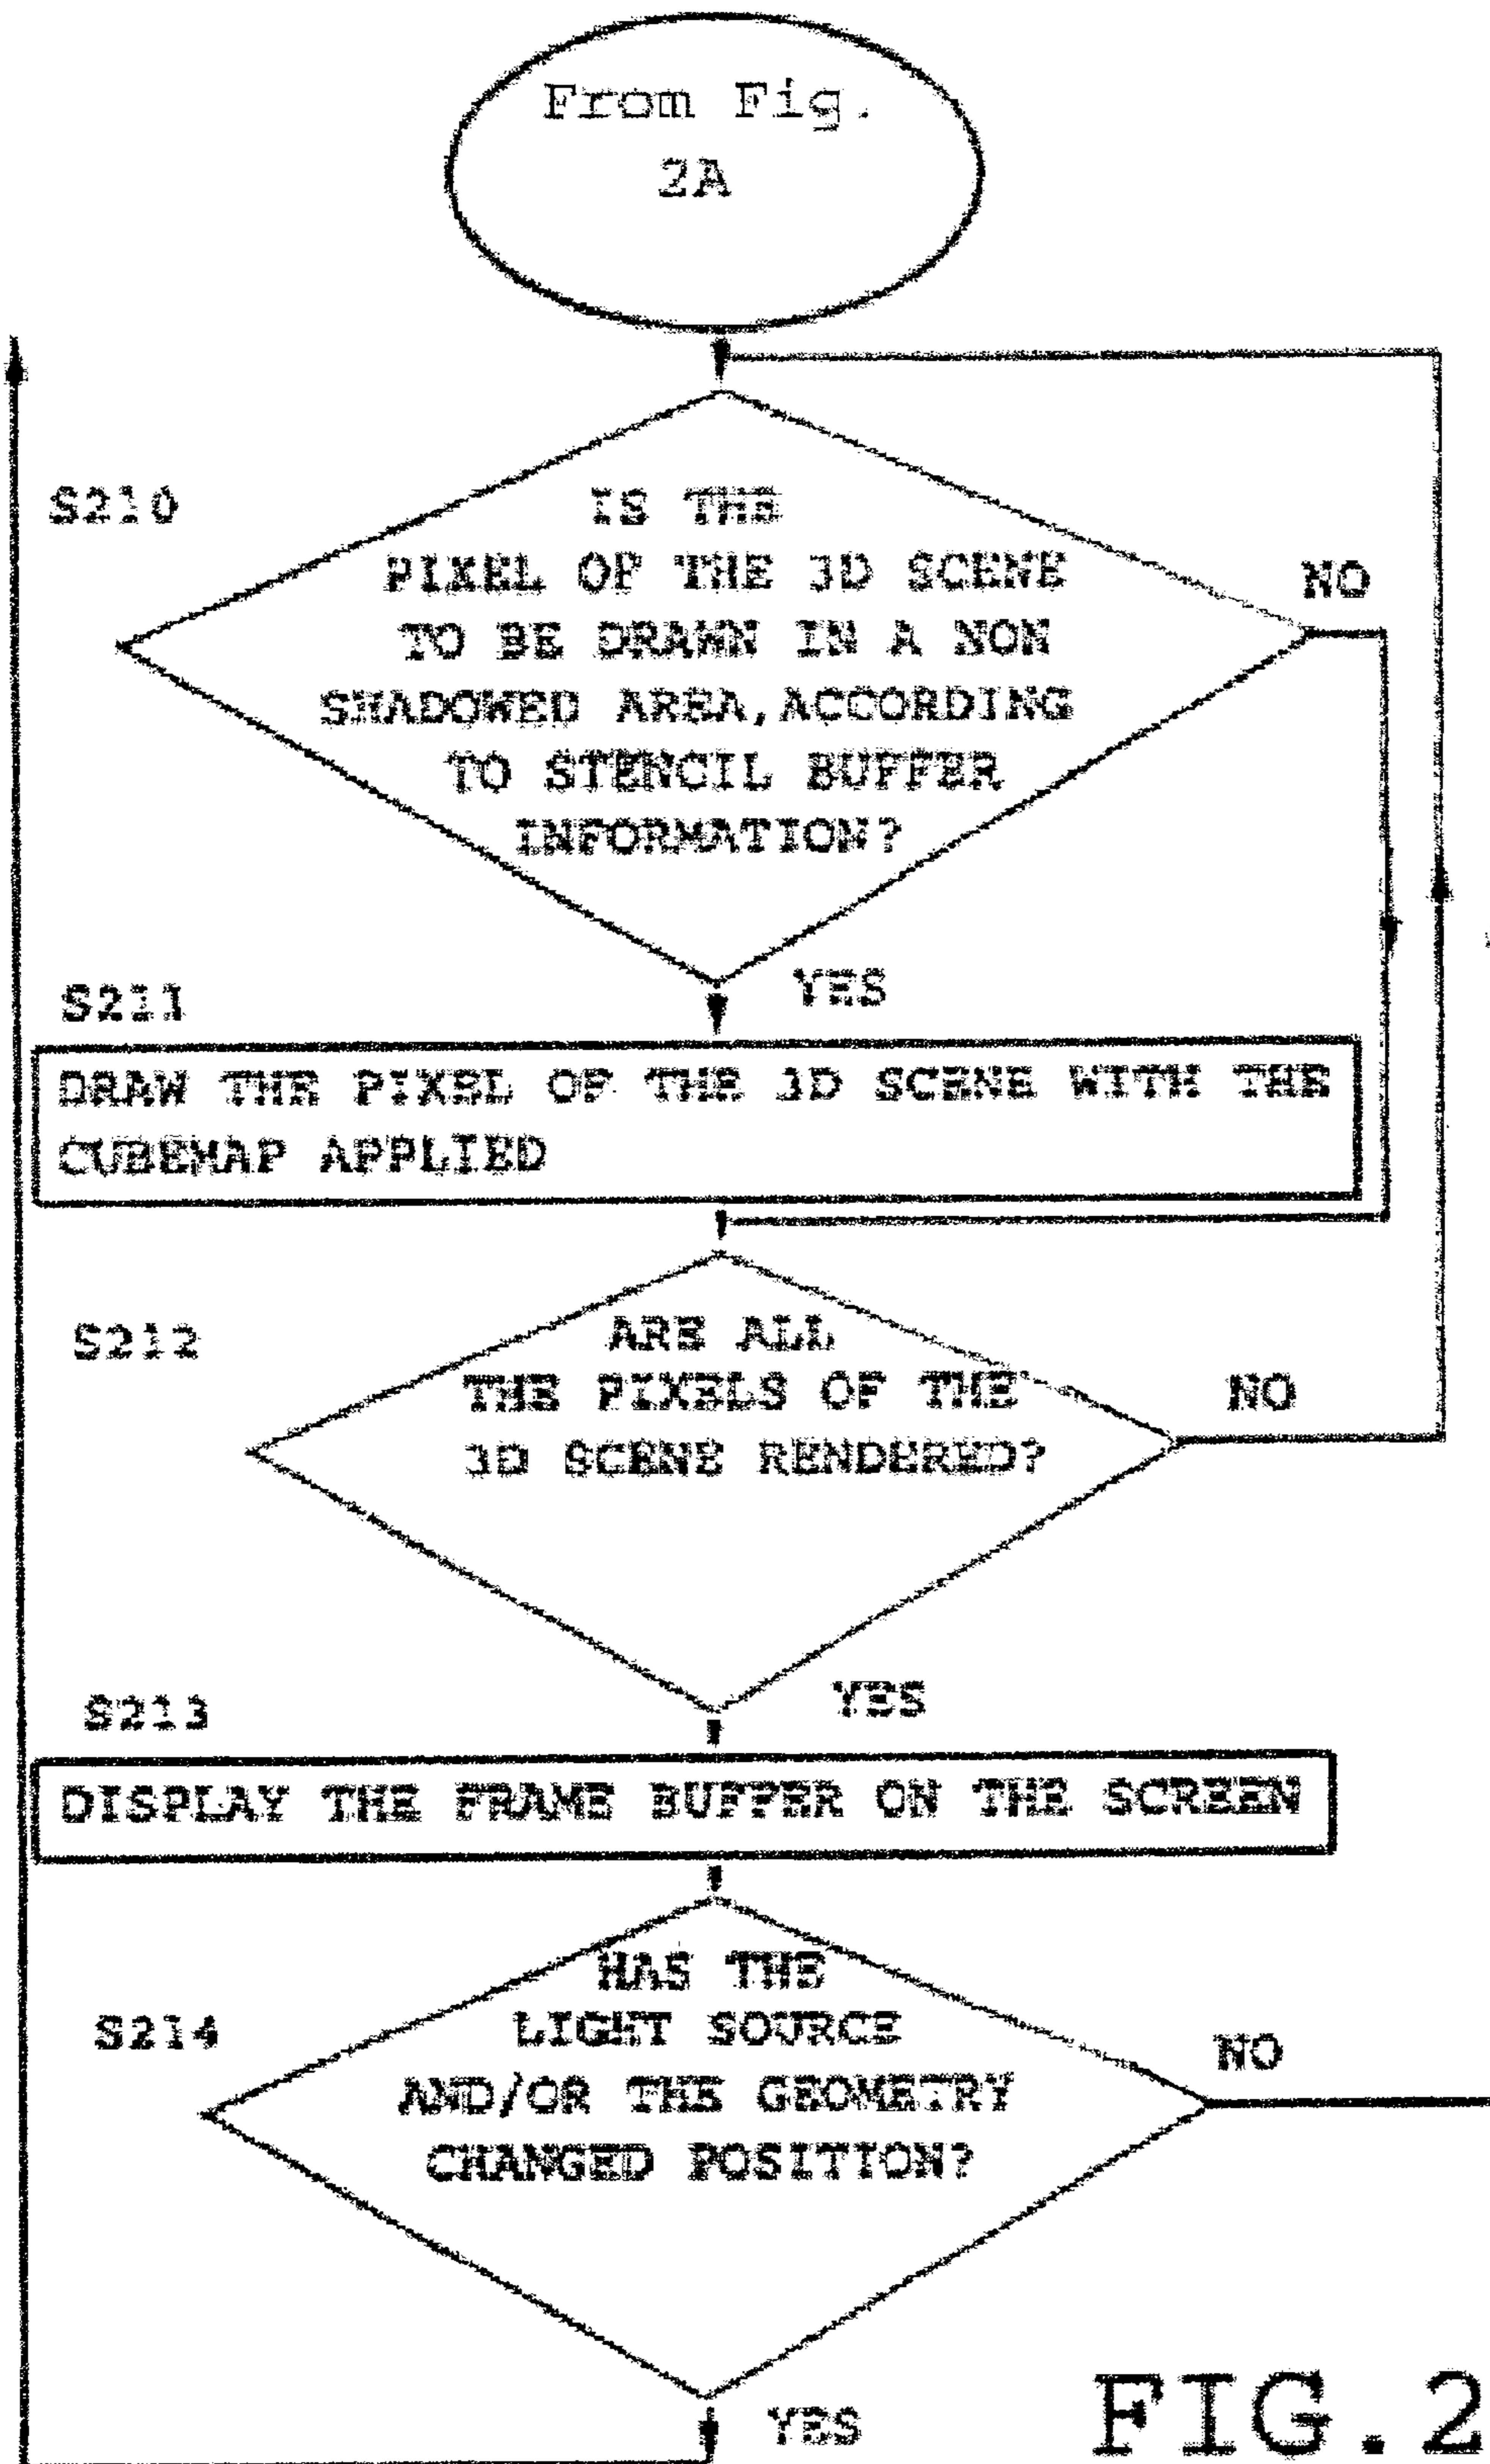 From Fig.
2A
S210
IS THE
PIXEL OF THE 3D SCENE
TO BE DRAWN IN A NON
SHADOWED AREA, ACCORDING
TO STENCIL BUFFER
INFORMATION?
NO
YES
S211
DRAW THE PIXEL OF THE 3D SCENE WITH THE
CUBEMAP APPLIED
S212
ARE ALL
THE PIXELS OF THE
3D SCENE RENDERED?
NO
YES
S213
DISPLAY THE FRAME BUFFER ON THE SCREEN
S214
HAS THE
LIGHT SOURCE
AND/OR THE GEOMETRY
CHANGED POSITION?
NO
YES
FIG.2